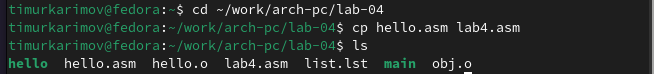 timurkarimov@fedora:~$ cd ~/work/arch-pc/lab-04
timurkarimov@fedora:~/work/arch-pc/lab-04$ cp hello.asm lab4.asm
timurkarimov@fedora:~/work/arch-pc/lab-04$ ls
hello  hello.asm  hello.o  lab4.asm  list.lst  main  obj.o